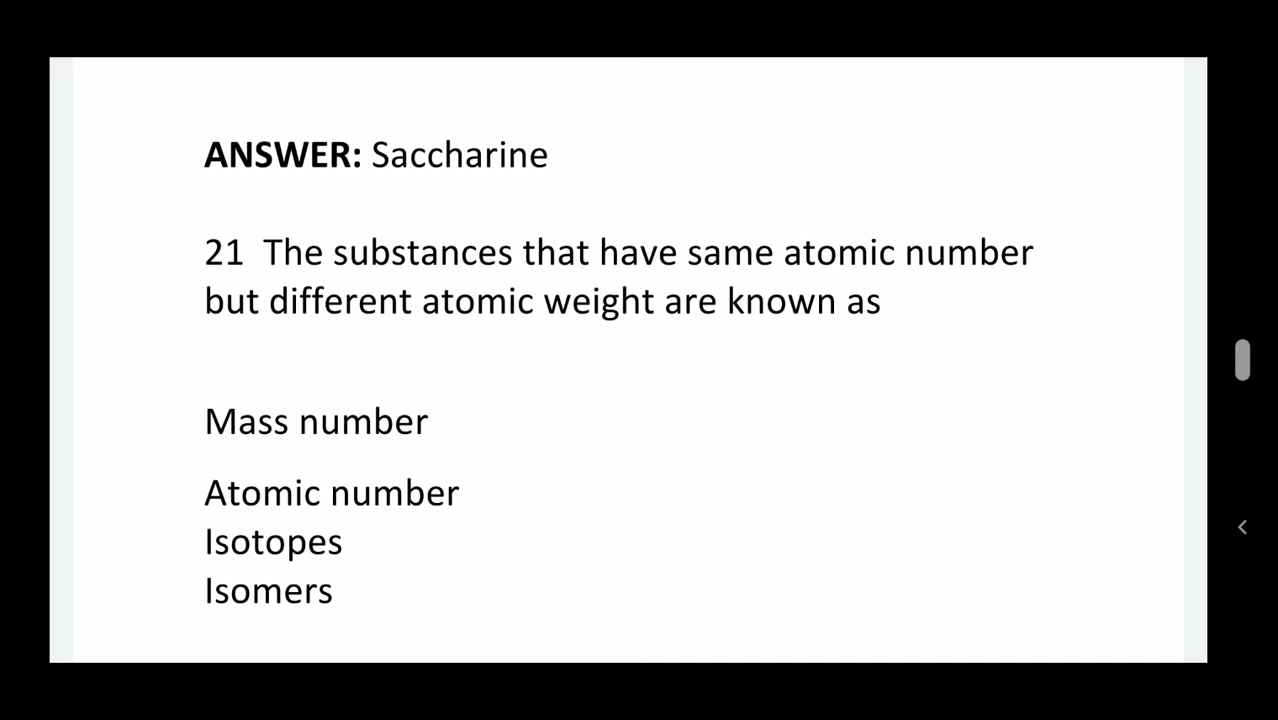 ANSWER: Saccharine
21 The substances that have same atomic number
but different atomic weight are known as
Mass number
Atomic number
Isotopes
Isomers